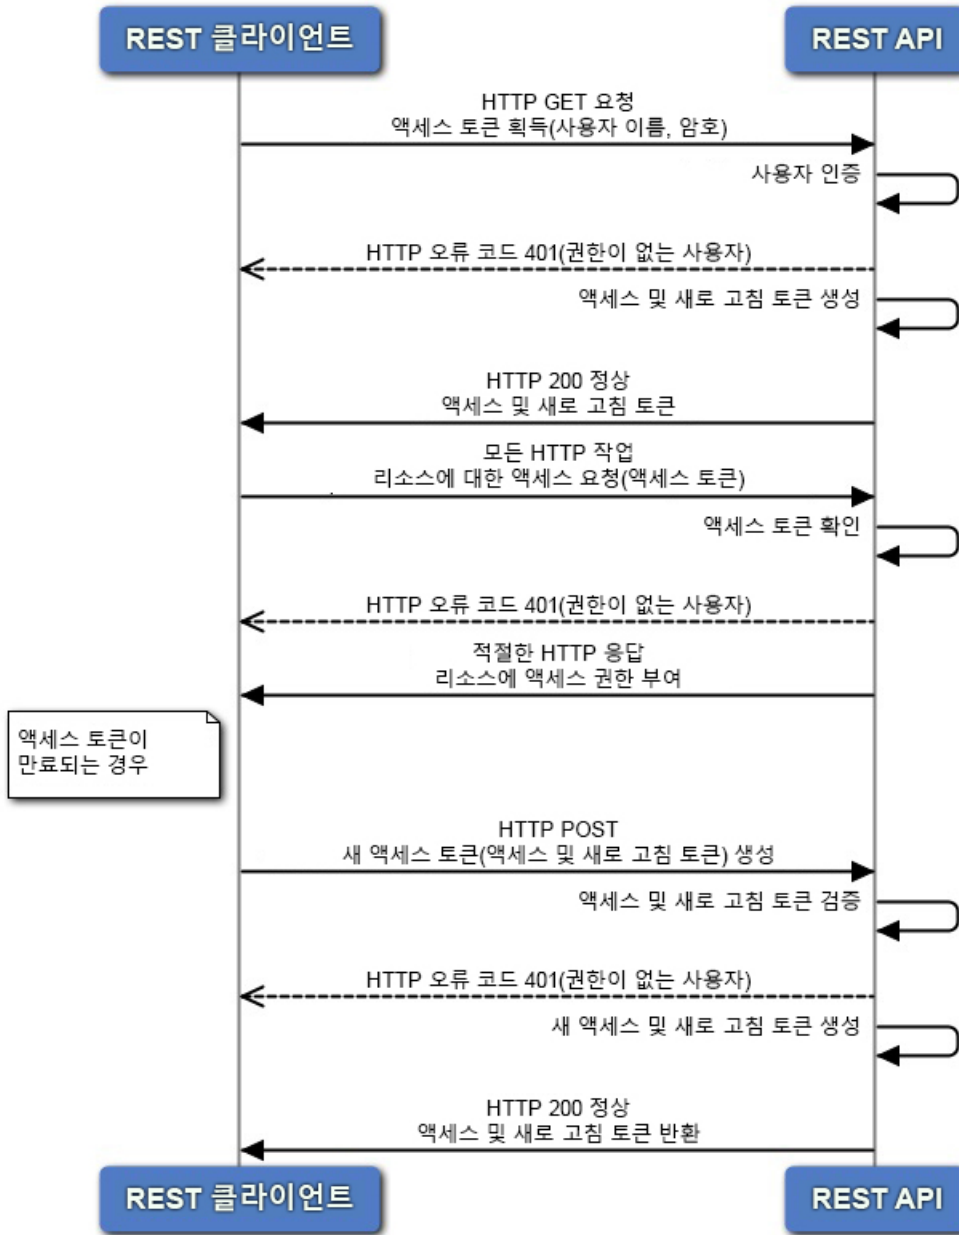 REST 클라이언트
REST API
HTTP GET 요청
액세스 토큰 획득(사용자 이름, 암호)
사용자 인증
HTTP 오류 코드 401(권한이 없는 사용자)
액세스 및 새로 고침 토큰 생성
HTTP 200 정상
액세스 및 새로 고침 토큰
모든 HTTP 작업
리소스에 대한 액세스 요청(액세스 토큰)
액세스 토큰 확인
HTTP 오류 코드 401(권한이 없는 사용자)
적절한 HTTP 응답
리소스에 액세스 권한 부여
액세스 토큰이
만료되는 경우
HTTP POST
새 액세스 토큰(액세스 및 새로 고침 토큰) 생성
액세스 및 새로 고침 토큰 검증
HTTP 오류 코드 401(권한이 없는 사용자)
새 액세스 및 새로 고침 토큰 생성
HTTP 200 정상
액세스 및 새로 고침 토큰 반환
REST 클라이언트
REST API